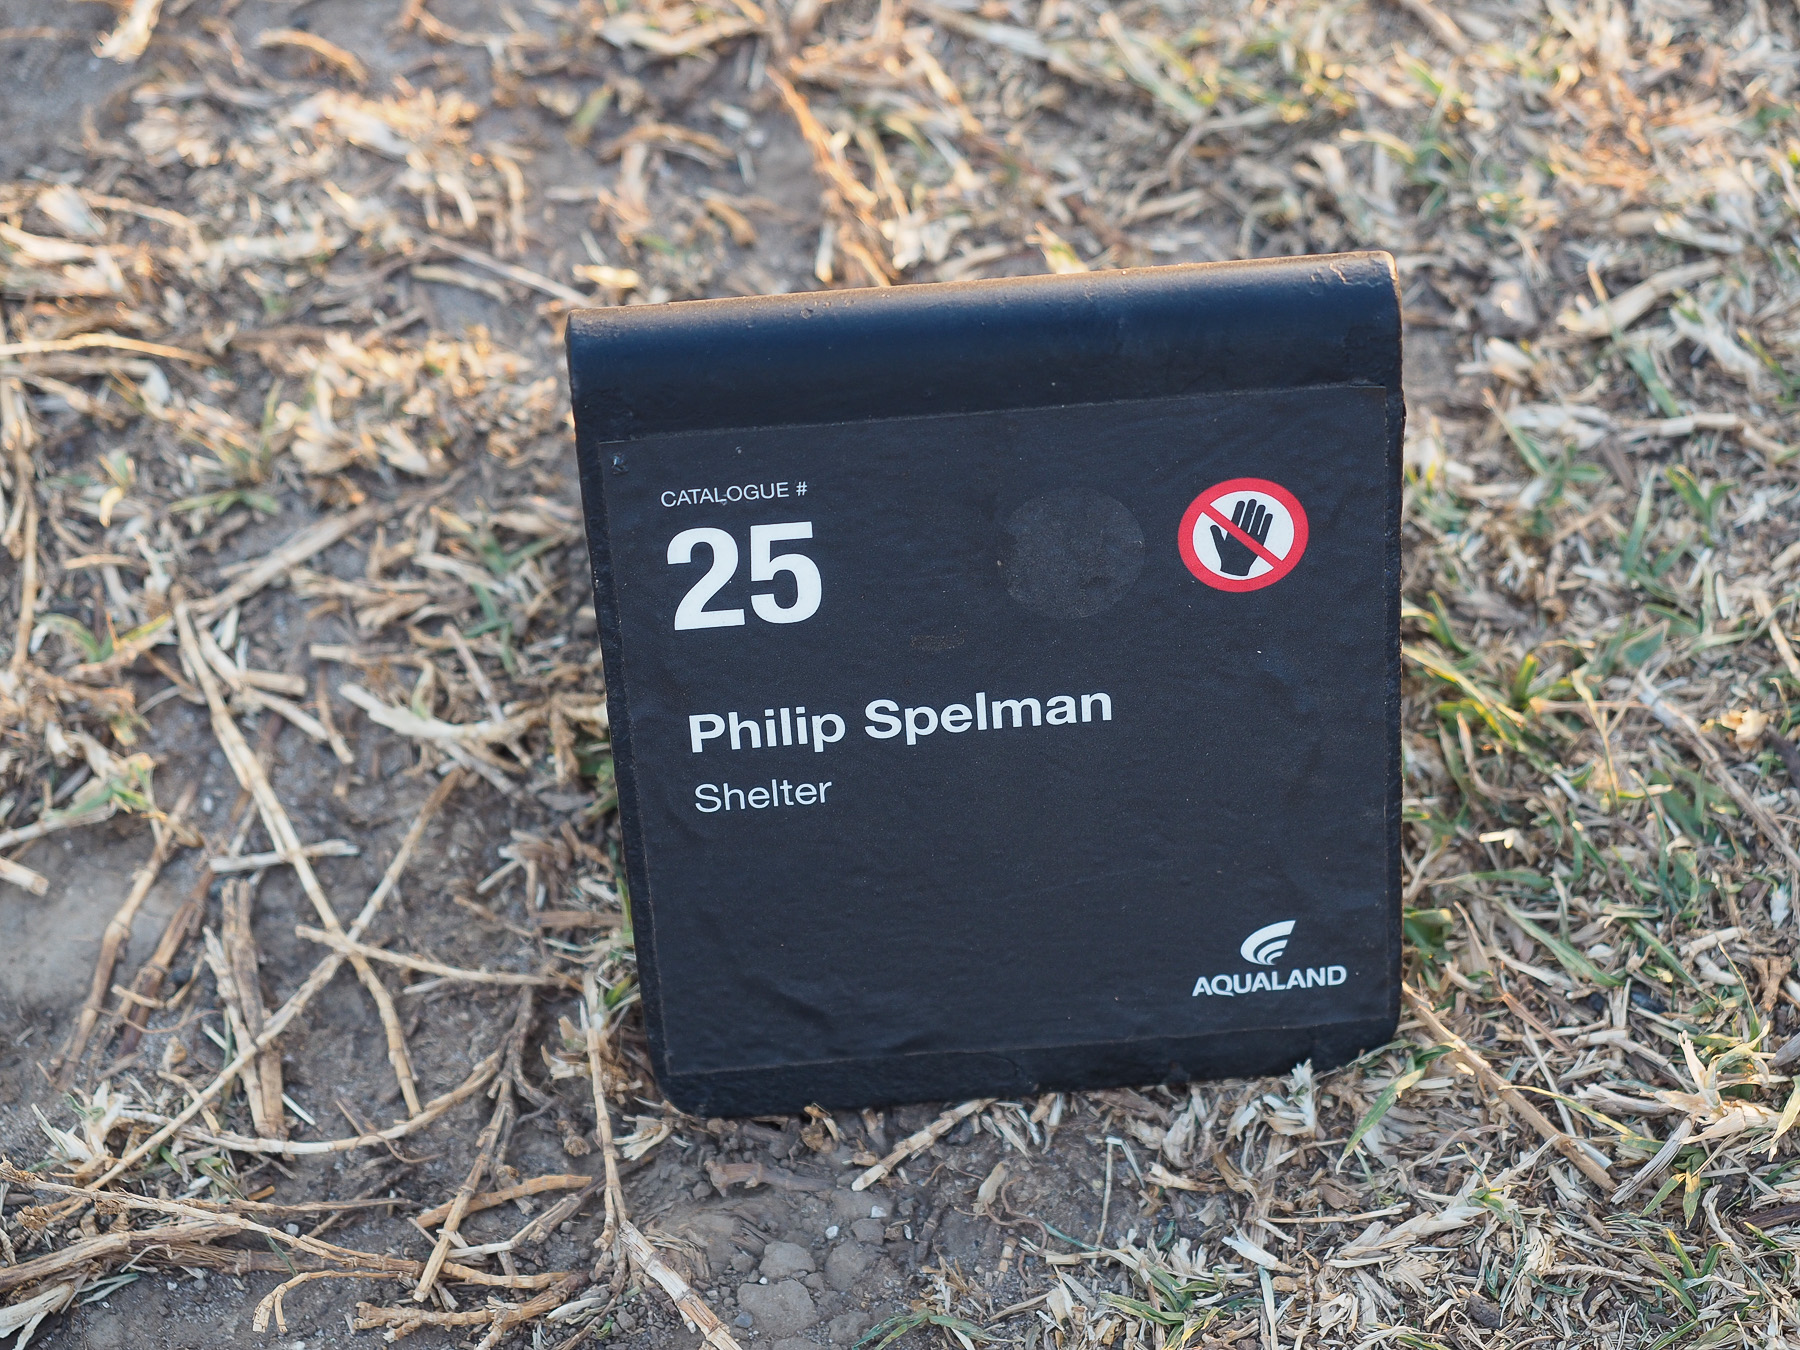 CATALOGUE #
25
Philip Spelman
Shelter
AQUALAND